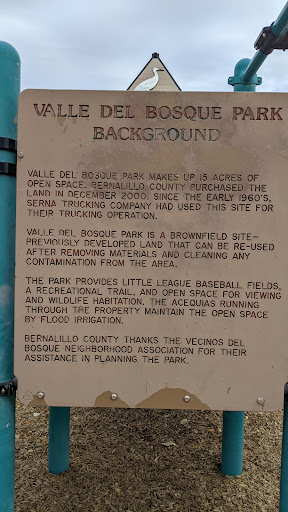 VALLE DEL BOSQUE PARK
BACKGROUND
VALLE DEL BOSQUE PARK MAKES UP 15 ACRES OF
OPEN SPACE. BERNALILLO COUNTY PURCHASED THE
LAND IN DECEMBER 2000. SINCE THE EARLY 1960'S,
SERNA TRUCKING COMPANY HAD USED THIS SITE FOR
THEIR TRUCKING OPERATION.
VALLE DEL BOSQUE PARK IS A BROWNFIELD SITE-
PREVIOUSLY DEVELOPED LAND THAT CAN BE RE-USED
AFTER REMOVING MATERIALS AND CLEANING ANY
CONTAMINATION FROM THE AREA.
THE PARK PROVIDES LITTLE LEAGUE BASEBALL FIELDS,
A RECREATIONAL TRAIL, AND OPEN SPACE FOR VIEWING
AND WILDLIFE HABITATION. THE ACEQUIAS RUNNING
THROUGH THE PROPERTY MAINTAIN THE OPEN SPACE
BY FLOOD IRRIGATION.
BERNALILLO COUNTY THANKS THE VECINOS DEL
BOSQUE NEIGHBORHOOD ASSOCIATION FOR THEIR
ASSISTANCE IN PLANNING THE PARK.